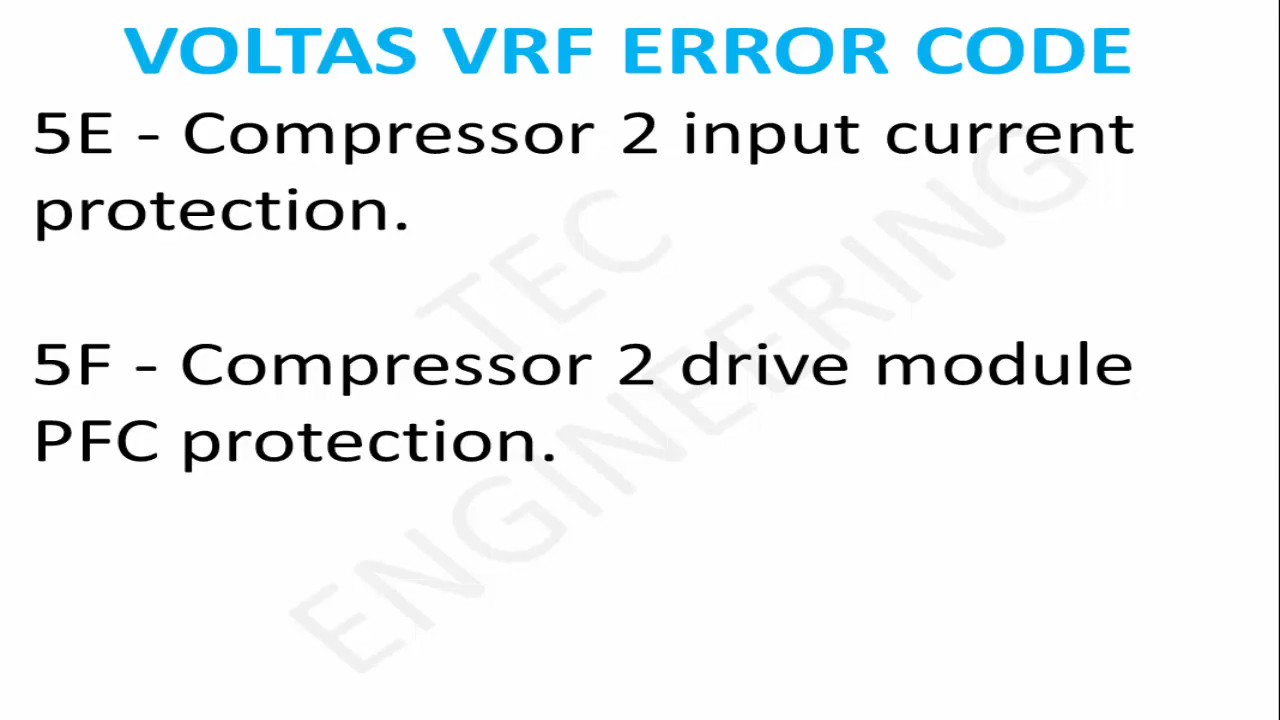 VOLTAS VRF ERROR CODE
5E - Compressor 2 input current
protection.
5F - Compressor 2 drive module
PFC protection.
TEC
ENGINEERING